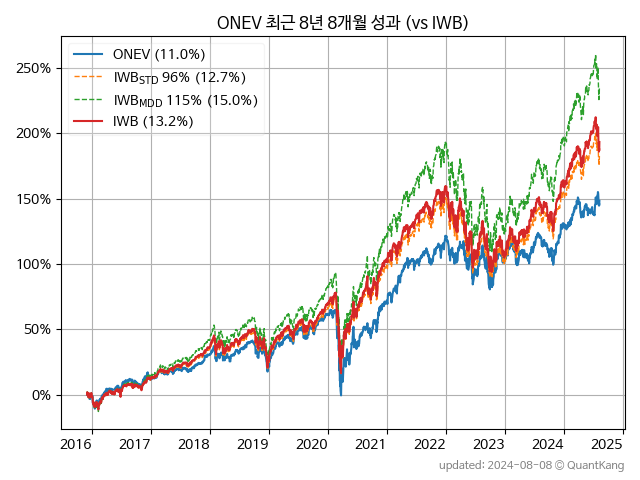 ONEV 최근 8년 8개월 성과 (vs IWB)
ONEV (11.0%)
IWB_STD 96% (12.7%)
IWB_MDD 115% (15.0%)
IWB (13.2%)
250%
200%
150%
100%
50%
0%
2016 2017 2018 2019 2020 2021 2022 2023 2024 2025
updated: 2024-08-08 © QuantKang